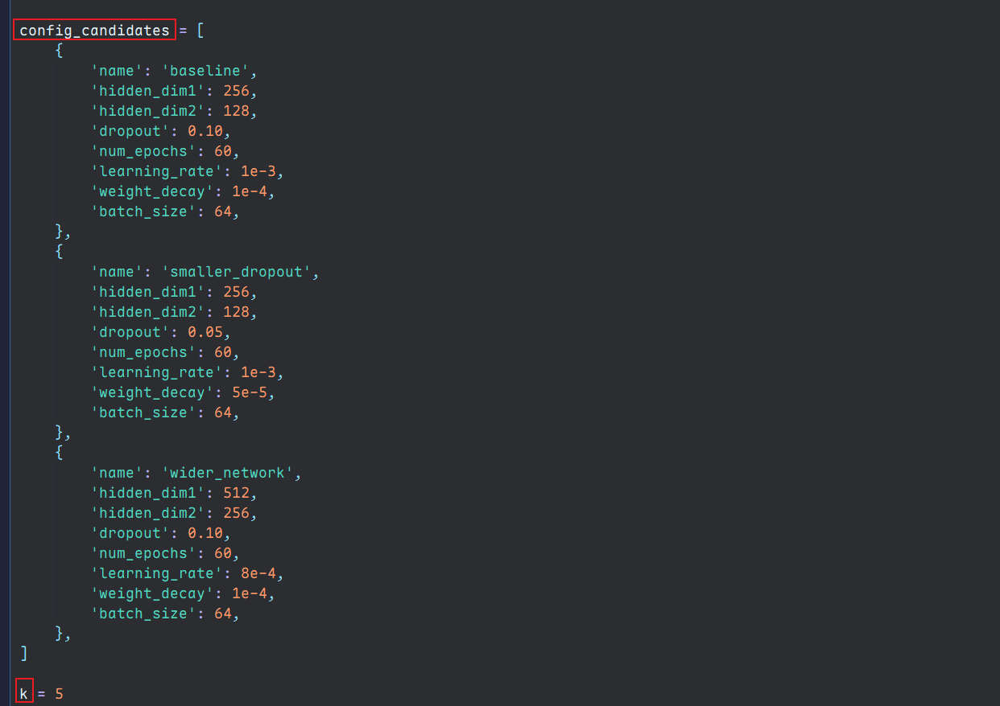 config_candidates = [
{
'name': 'baseline',
'hidden_dim1': 256,
'hidden_dim2': 128,
'dropout': 0.10,
'num_epochs': 60,
'learning_rate': 1e-3,
'weight_decay': 1e-4,
'batch_size': 64,
},
{
'name': 'smaller_dropout',
'hidden_dim1': 256,
'hidden_dim2': 128,
'dropout': 0.05,
'num_epochs': 60,
'learning_rate': 1e-3,
'weight_decay': 5e-5,
'batch_size': 64,
},
{
'name': 'wider_network',
'hidden_dim1': 512,
'hidden_dim2': 256,
'dropout': 0.10,
'num_epochs': 60,
'learning_rate': 8e-4,
'weight_decay': 1e-4,
'batch_size': 64,
},
]
k = 5